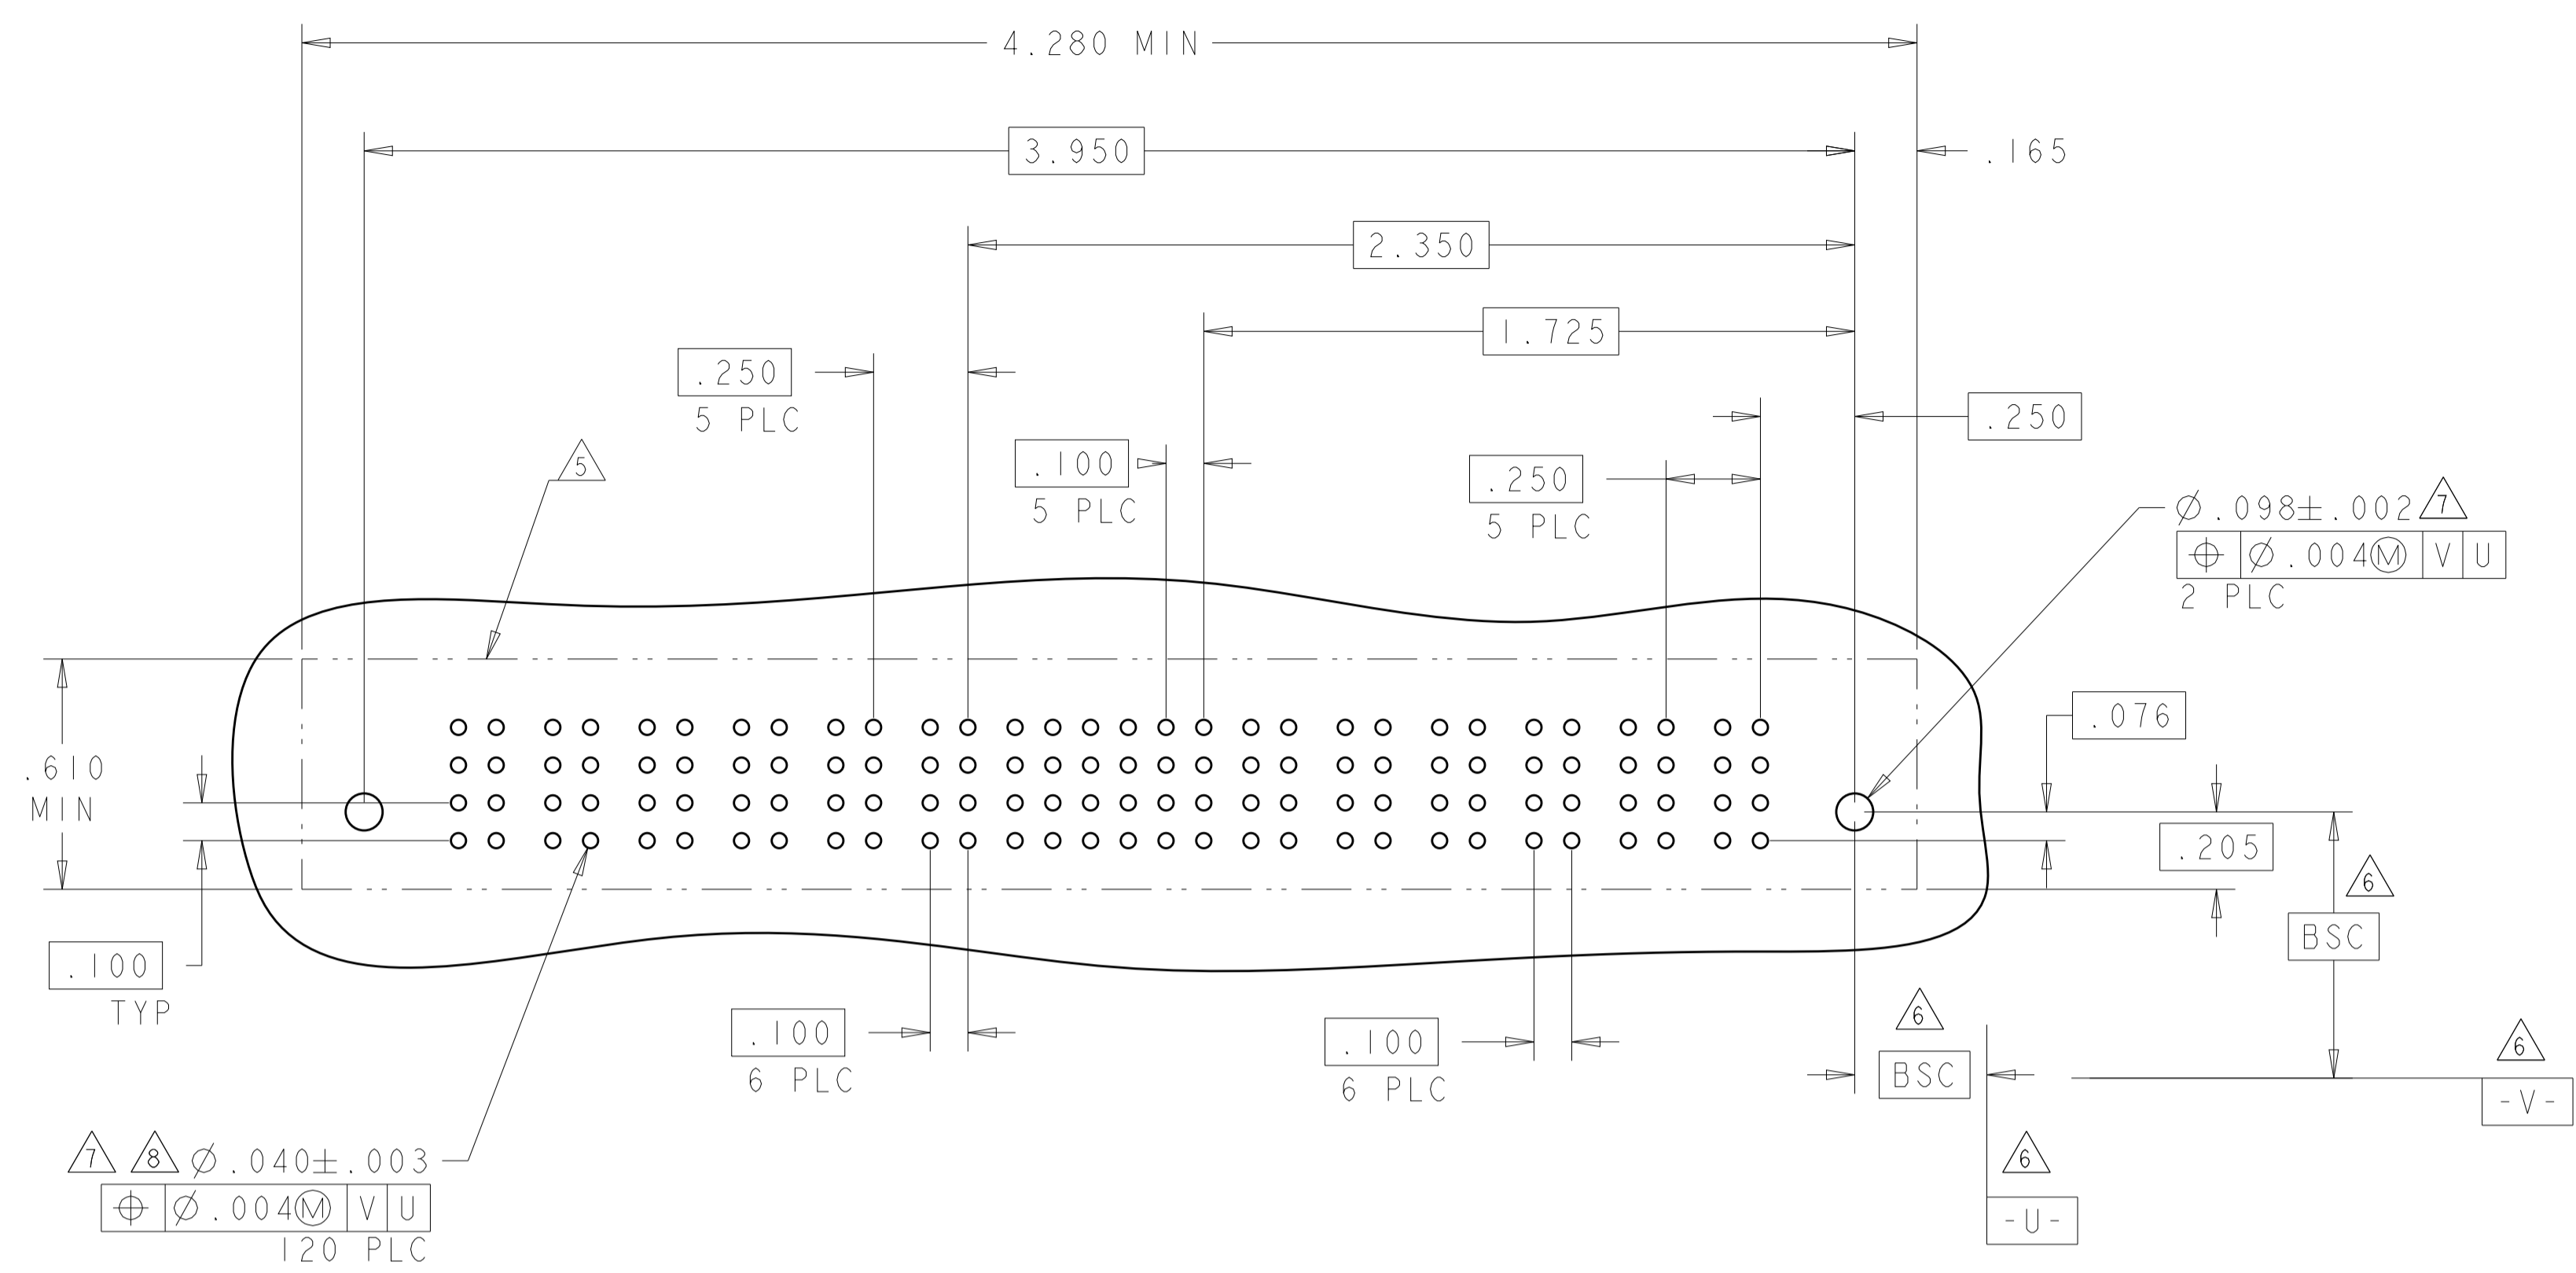 4.280 MIN
3.950
.165
2.350
1.725
.250
5 PLC
.250
.100
5 PLC
.250
5 PLC
5
Ø.098±.002 7
⌖ Ø.004Ⓜ V U
2 PLC
.076
.610
MIN
.205
6
BSC
.100
TYP
.100
6 PLC
.100
6 PLC
6
BSC
6
-V-
7 8 Ø.040±.003
⌖ Ø.004Ⓜ V U
120 PLC
6
-U-